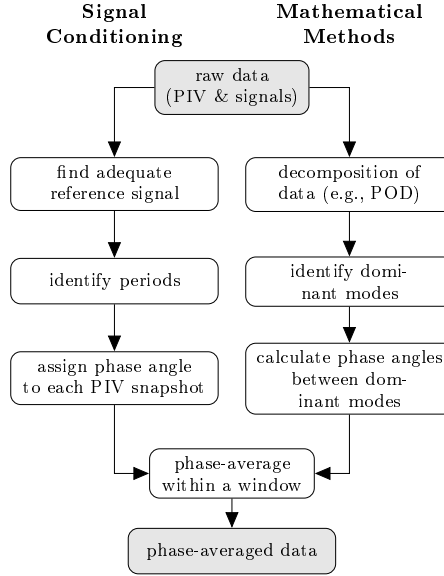 Signal
Conditioning
Mathematical
Methods
raw data
(PIV & signals)
find adequate
reference signal
decomposition of
data (e.g., POD)
identify periods
identify domi-
nant modes
assign phase angle
to each PIV snapshot
calculate phase angles
between dom-
inant modes
phase-average
within a window
phase-averaged data